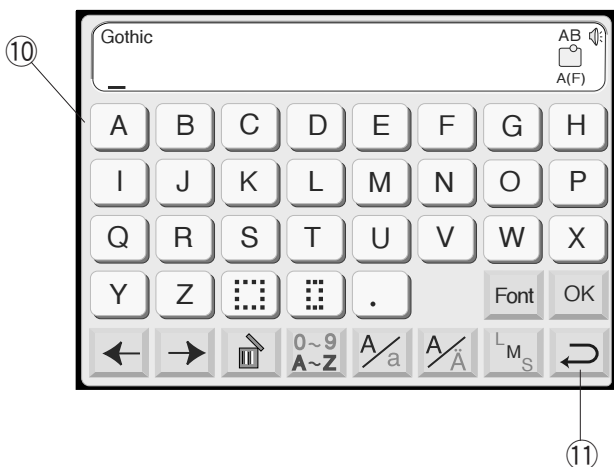 Gothic AB
A(F)
⑩
A B C D E F G H
I J K L M N O P
Q R S T U V W X
Y Z . Font OK
0~9 A/a A/Ä L M S
A~Z
⑪